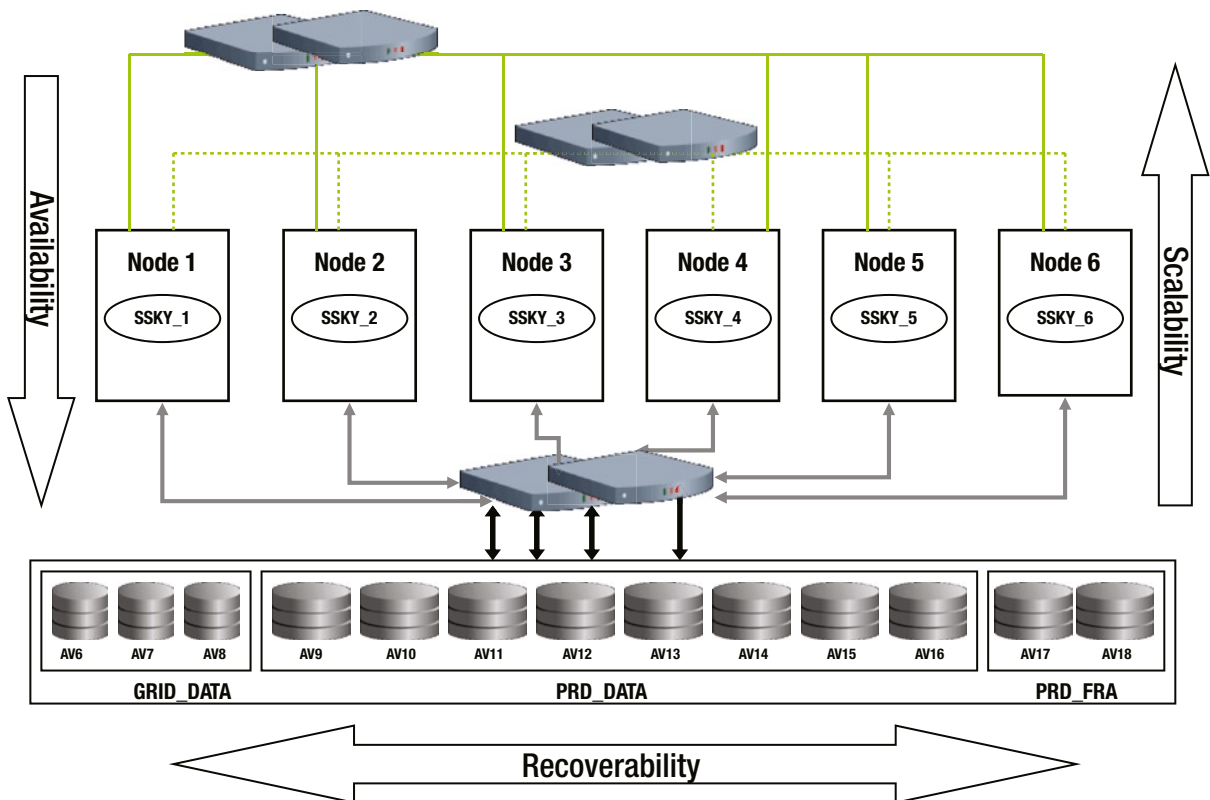 Availability
Scalability
Node 1
Node 2
Node 3
Node 4
Node 5
Node 6
SSKY_1
SSKY_2
SSKY_3
SSKY_4
SSKY_5
SSKY_6
AV6
AV7
AV8
AV9
AV10
AV11
AV12
AV13
AV14
AV15
AV16
AV17
AV18
GRID_DATA
PRD_DATA
PRD_FRA
Recoverability